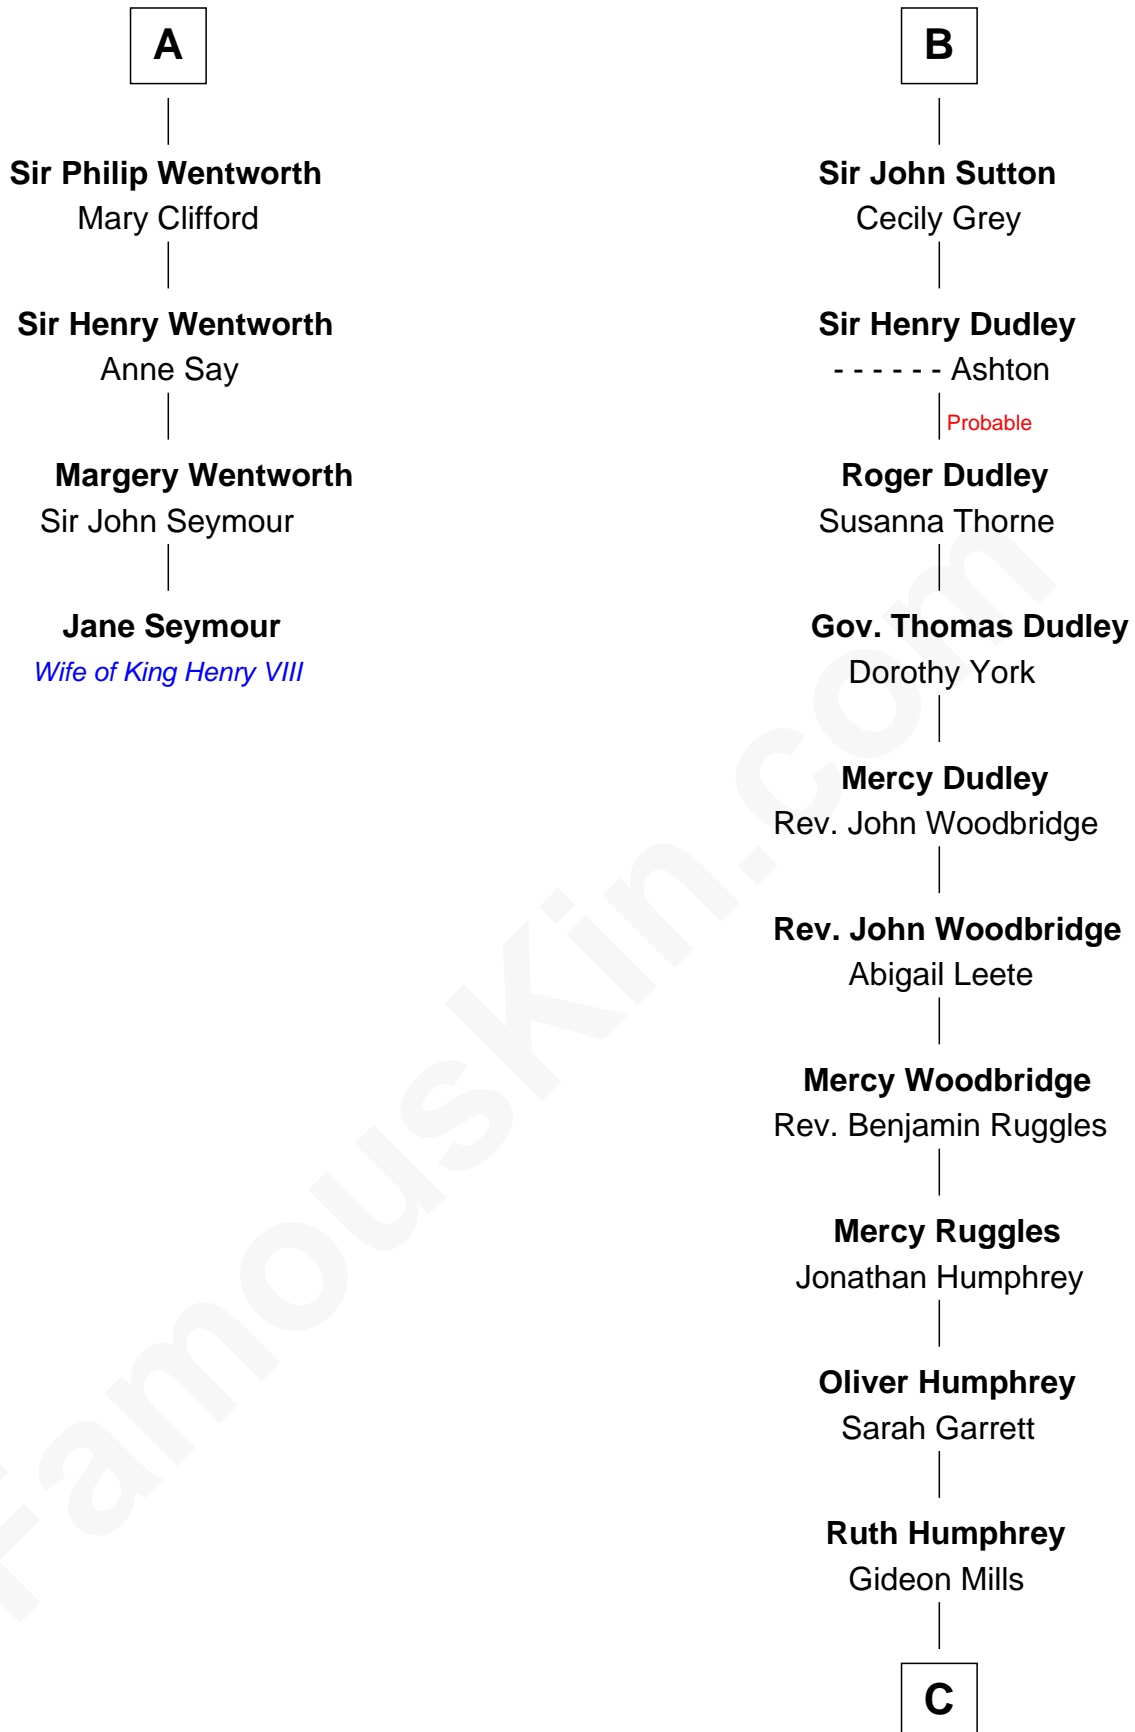 A
Sir Philip Wentworth
Mary Clifford
Sir Henry Wentworth
Anne Say
Margery Wentworth
Sir John Seymour
Jane Seymour
Wife of King Henry VIII
B
Sir John Sutton
Cecily Grey
Sir Henry Dudley
- - - - - - Ashton
Probable
Roger Dudley
Susanna Thorne
Gov. Thomas Dudley
Dorothy York
Mercy Dudley
Rev. John Woodbridge
Rev. John Woodbridge
Abigail Leete
Mercy Woodbridge
Rev. Benjamin Ruggles
Mercy Ruggles
Jonathan Humphrey
Oliver Humphrey
Sarah Garrett
Ruth Humphrey
Gideon Mills
C
FamousKin.com